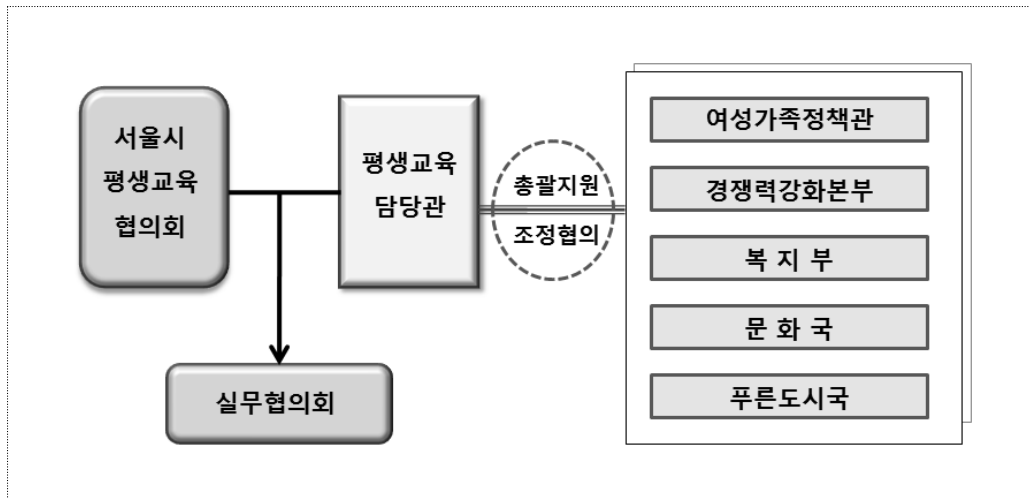 서울시
평생교육
협의회
평생교육
담당관
총괄지원
조정협의
여성가족정책관
경쟁력강화본부
복 지 부
문 화 국
푸른도시국
실무협의회